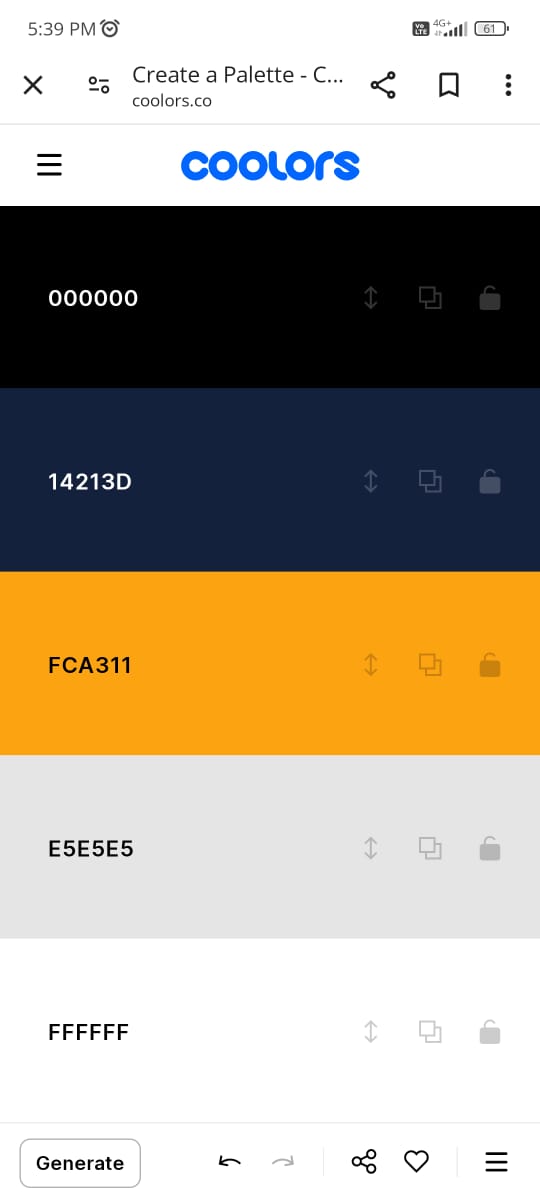 5:39 PM
Vo LTE 4G+ 61
Create a Palette - C...
coolors.co
coolors
000000
14213D
FCA311
E5E5E5
FFFFFF
Generate